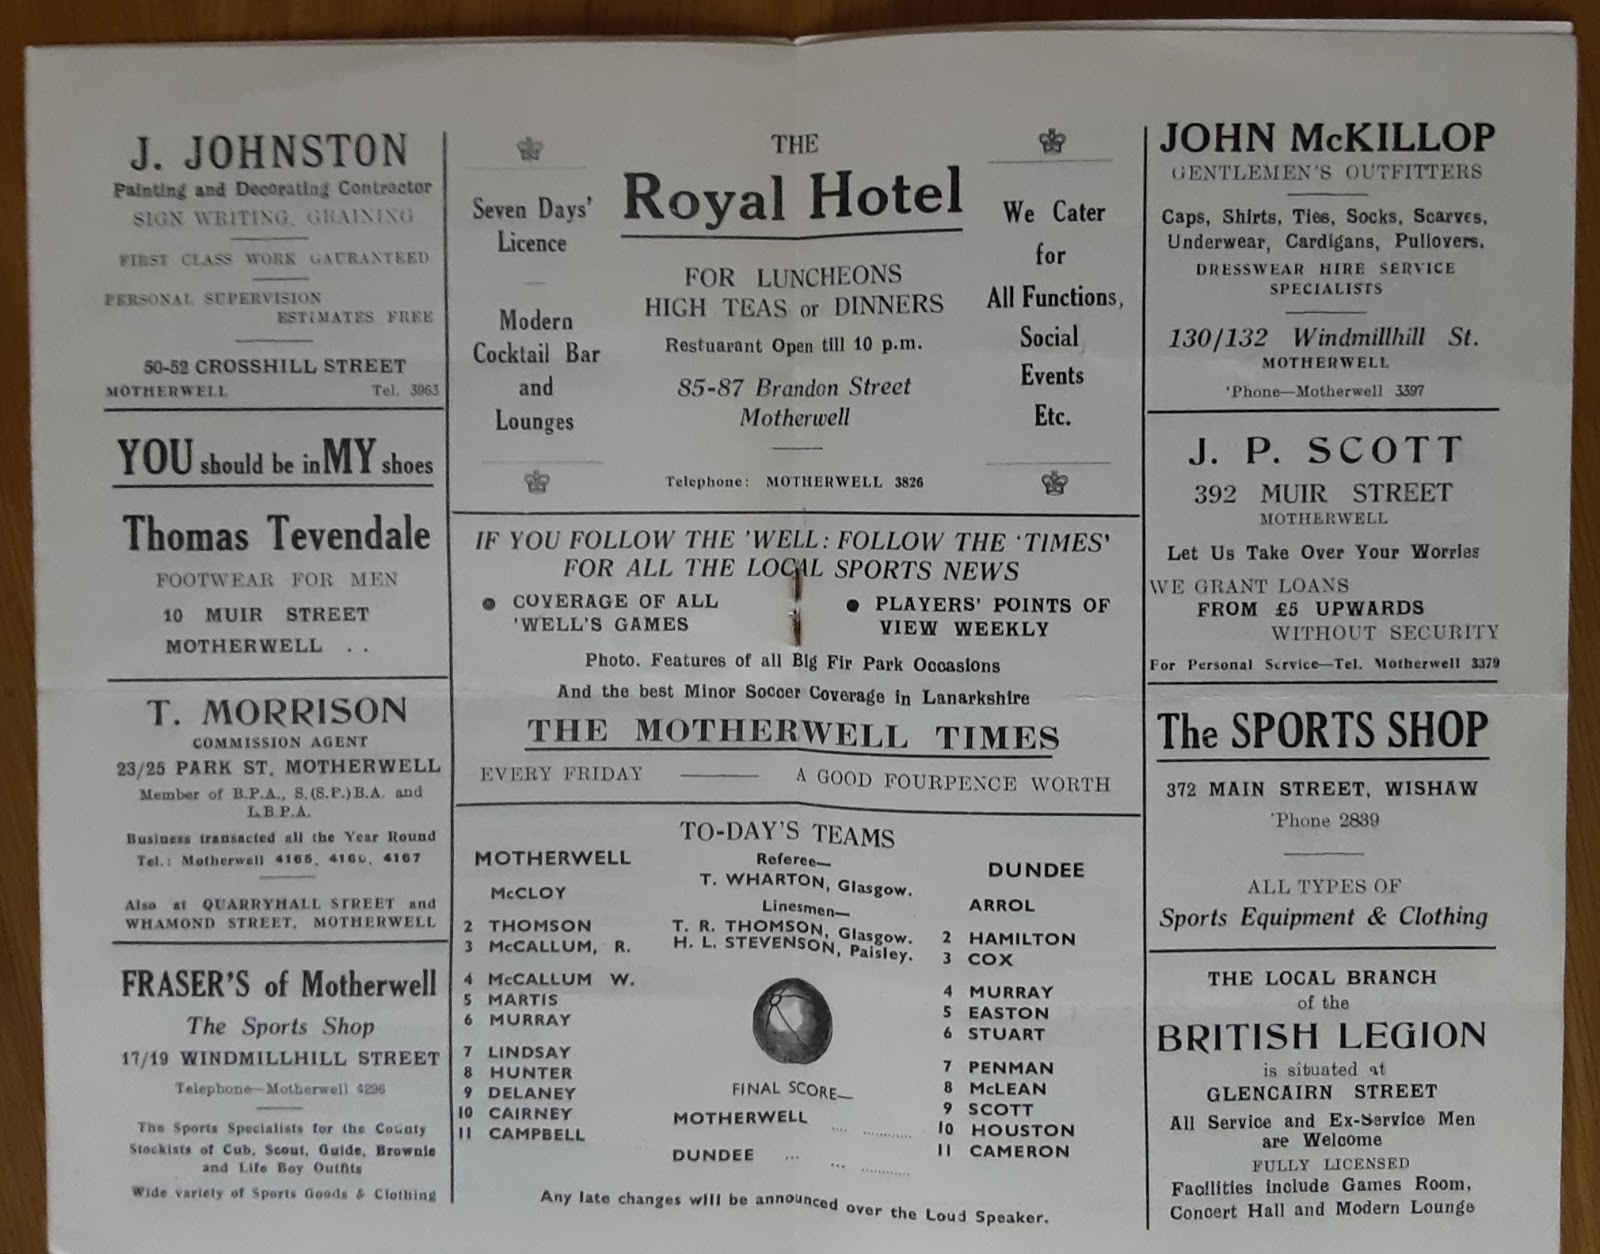 J. JOHNSTON
Painting and Decorating Contractor
SIGN WRITING, GRAINING
FIRST CLASS WORK GAURANTEED
PERSONAL SUPERVISION
ESTIMATES FREE
50-52 CROSSHILL STREET
MOTHERWELL Tel. 3963
YOU should be in MY shoes
Thomas Tevendale
FOOTWEAR FOR MEN
10 MUIR STREET
MOTHERWELL . .
T. MORRISON
COMMISSION AGENT
23/25 PARK ST, MOTHERWELL
Member of B.P.A., S.(S.P.)B.A. and
L.B.P.A.
Business transacted all the Year Round
Tel.: Motherwell 4165, 4166, 4167
Also at QUARRYHALL STREET and
WHAMOND STREET, MOTHERWELL
FRASER'S of Motherwell
The Sports Shop
17/19 WINDMILLHILL STREET
Telephone—Motherwell 4296
The Sports Specialists for the County
Stockists of Cub, Scout, Guide, Brownie
and Life Boy Outfits
Wide variety of Sports Goods & Clothing
Seven Days'
Licence
Modern
Cocktail Bar
and
Lounges
THE
Royal Hotel
FOR LUNCHEONS
HIGH TEAS or DINNERS
Restuarant Open till 10 p.m.
85-87 Brandon Street
Motherwell
Telephone: MOTHERWELL 3826
We Cater
for
All Functions,
Social
Events
Etc.
IF YOU FOLLOW THE 'WELL: FOLLOW THE 'TIMES'
FOR ALL THE LOCAL SPORTS NEWS
● COVERAGE OF ALL
'WELL'S GAMES
● PLAYERS' POINTS OF
VIEW WEEKLY
Photo. Features of all Big Fir Park Occasions
And the best Minor Soccer Coverage in Lanarkshire
THE MOTHERWELL TIMES
EVERY FRIDAY —— A GOOD FOURPENCE WORTH
TO-DAY'S TEAMS
MOTHERWELL
McCLOY
2 THOMSON
3 McCALLUM, R.
4 McCALLUM W.
5 MARTIS
6 MURRAY
7 LINDSAY
8 HUNTER
9 DELANEY
10 CAIRNEY
11 CAMPBELL
Referee—
T. WHARTON, Glasgow.
Linesmen—
T. R. THOMSON, Glasgow.
H. L. STEVENSON, Paisley.
FINAL SCORE—
MOTHERWELL .... ............
DUNDEE ... ... ............
DUNDEE
ARROL
2 HAMILTON
3 COX
4 MURRAY
5 EASTON
6 STUART
7 PENMAN
8 McLEAN
9 SCOTT
10 HOUSTON
11 CAMERON
Any late changes will be announced over the Loud Speaker.
JOHN McKILLOP
GENTLEMEN'S OUTFITTERS
Caps, Shirts, Ties, Socks, Scarves,
Underwear, Cardigans, Pullovers,
DRESSWEAR HIRE SERVICE
SPECIALISTS
130/132 Windmillhill St.
MOTHERWELL
'Phone—Motherwell 3397
J. P. SCOTT
392 MUIR STREET
MOTHERWELL
Let Us Take Over Your Worries
WE GRANT LOANS
FROM £5 UPWARDS
WITHOUT SECURITY
For Personal Service—Tel. Motherwell 3379
The SPORTS SHOP
372 MAIN STREET, WISHAW
'Phone 2839
ALL TYPES OF
Sports Equipment & Clothing
THE LOCAL BRANCH
of the
BRITISH LEGION
is situated at
GLENCAIRN STREET
All Service and Ex-Service Men
are Welcome
FULLY LICENSED
Facilities include Games Room,
Concert Hall and Modern Lounge